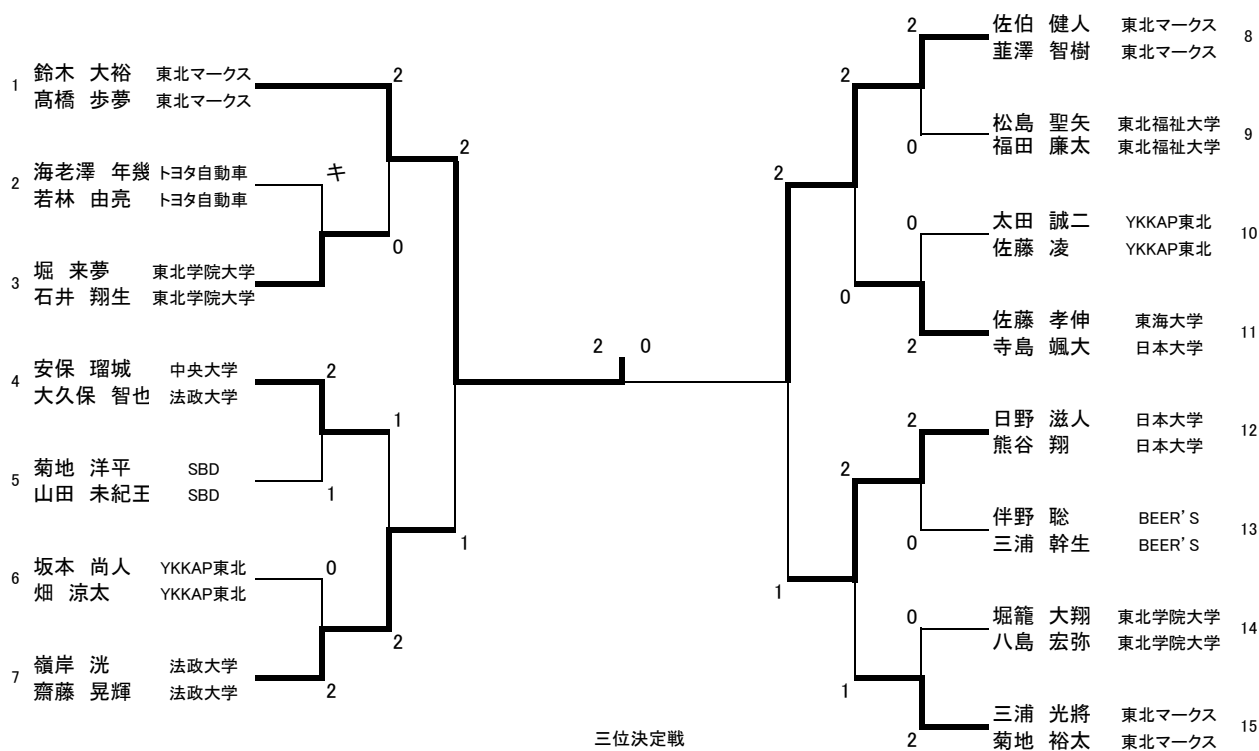 1 鈴木 大裕 東北マークス
髙橋 歩夢 東北マークス
2
2
2 海老澤 年幾 トヨタ自動車
若林 由亮 トヨタ自動車
キ
0
3 堀 来夢 東北学院大学
石井 翔生 東北学院大学
4 安保 瑠城 中央大学
大久保 智也 法政大学
2
1
5 菊地 洋平 SBD
山田 未紀王 SBD
1
1
6 坂本 尚人 YKKAP東北
畑 涼太 YKKAP東北
0
2
7 嶺岸 洸 法政大学
齋藤 晃輝 法政大学
2
2 0
三位決定戦
2 佐伯 健人 東北マークス 8
韮澤 智樹 東北マークス
2
松島 聖矢 東北福祉大学 9
0 福田 廉太 東北福祉大学
2
0 太田 誠二 YKKAP東北 10
佐藤 凌 YKKAP東北
0
佐藤 孝伸 東海大学 11
2 寺島 颯大 日本大学
2 日野 滋人 日本大学 12
熊谷 翔 日本大学
2
伴野 聡 BEER'S 13
0 三浦 幹生 BEER'S
1
0 堀籠 大翔 東北学院大学 14
八島 宏弥 東北学院大学
1
三浦 光將 東北マークス 15
2 菊地 裕太 東北マークス